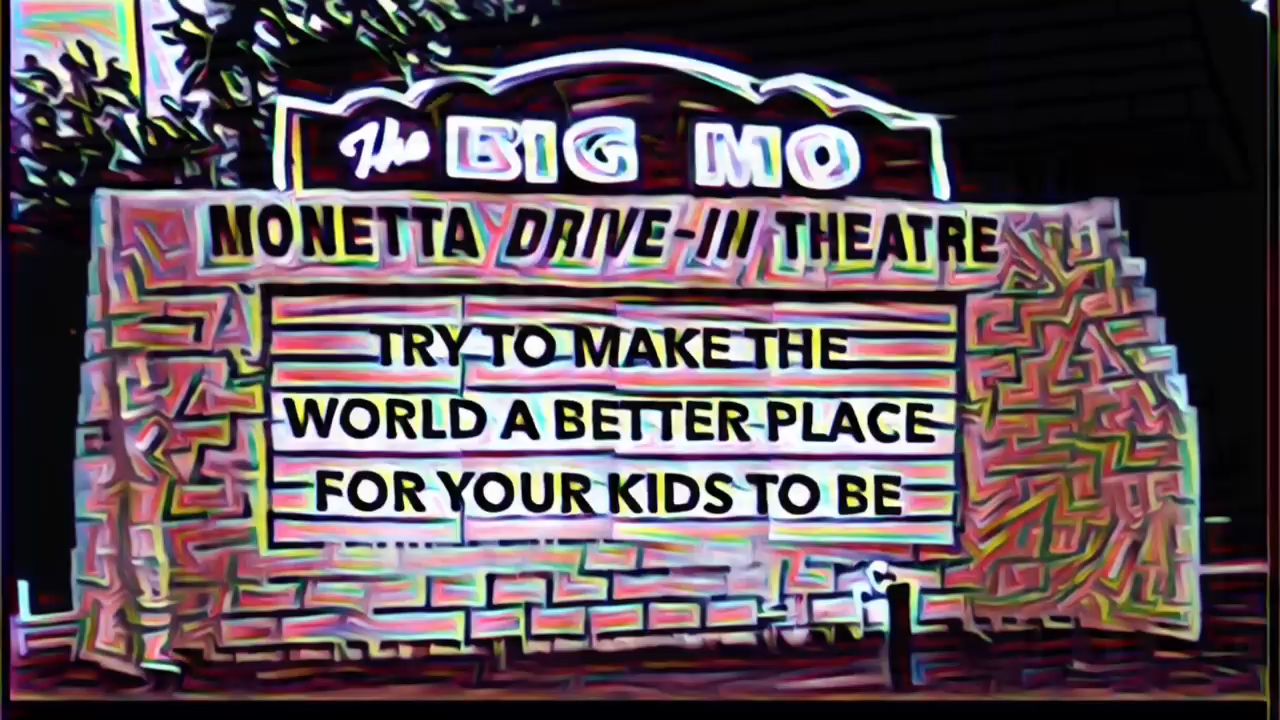 The BIG MO
MONETTA DRIVE-IN THEATRE
TRY TO MAKE THE
WORLD A BETTER PLACE
FOR YOUR KIDS TO BE